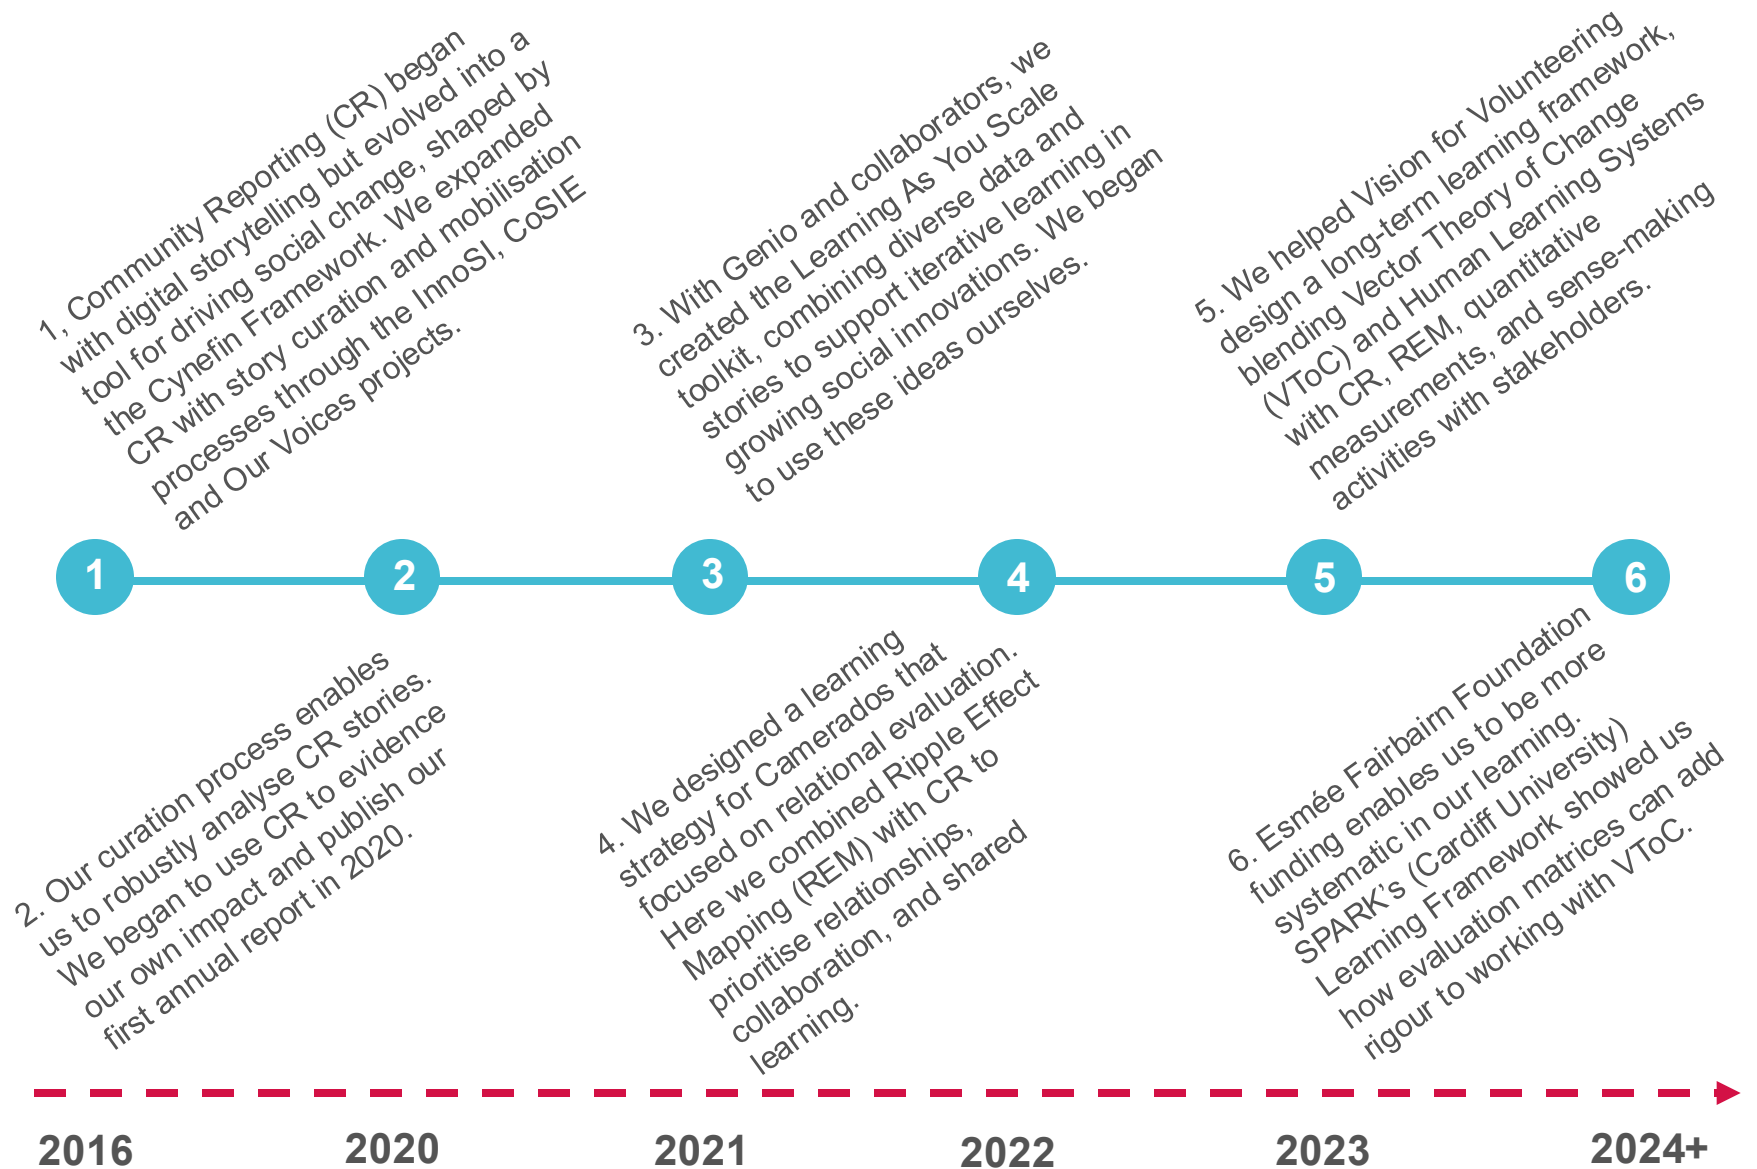 1, Community Reporting (CR) began
with digital storytelling but evolved into a
tool for driving social change, shaped by
the Cynefin Framework. We expanded
CR with story curation and mobilisation
processes through the InnoSI, CoSIE
and Our Voices projects.
3. With Genio and collaborators, we
created the Learning As You Scale
toolkit, combining diverse data and
stories to support iterative learning in
growing social innovations. We began
to use these ideas ourselves.
5. We helped Vision for Volunteering
design a long-term learning framework,
blending Vector Theory of Change
(VToC) and Human Learning Systems
with CR, REM, quantitative
measurements, and sense-making
activities with stakeholders.
1
2
3
4
5
6
2. Our curation process enables
us to robustly analyse CR stories.
We began to use CR to evidence
our own impact and publish our
first annual report in 2020.
4. We designed a learning
strategy for Camerados that
focused on relational evaluation.
Here we combined Ripple Effect
Mapping (REM) with CR to
prioritise relationships,
collaboration, and shared
learning.
6. Esmée Fairbairn Foundation
funding enables us to be more
systematic in our learning.
SPARK's (Cardiff University)
Learning Framework showed us
how evaluation matrices can add
rigour to working with VToC.
2016
2020
2021
2022
2023
2024+